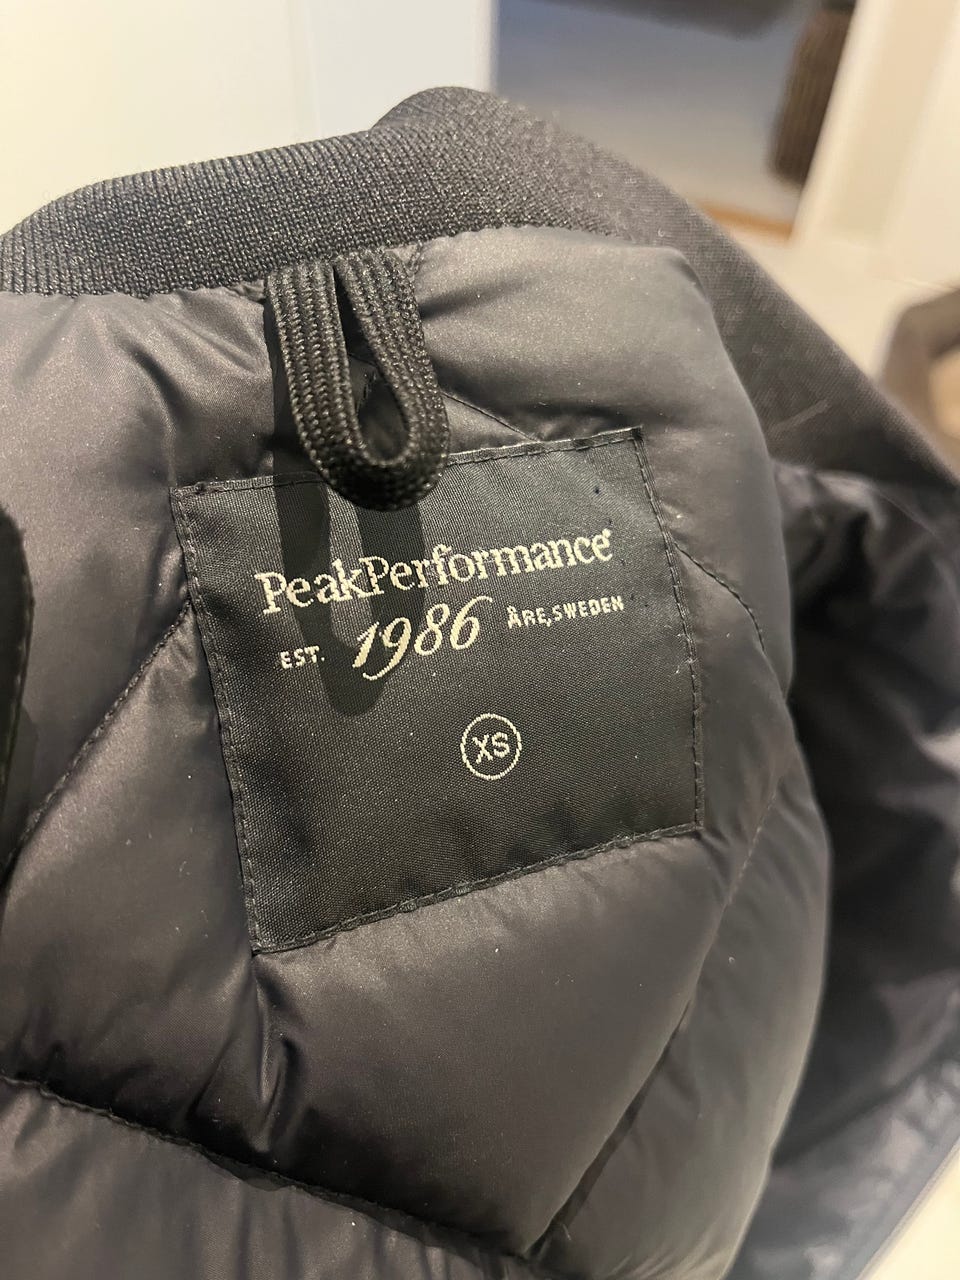 PeakPerformance
EST. 1986 ÅRE, SWEDEN
XS